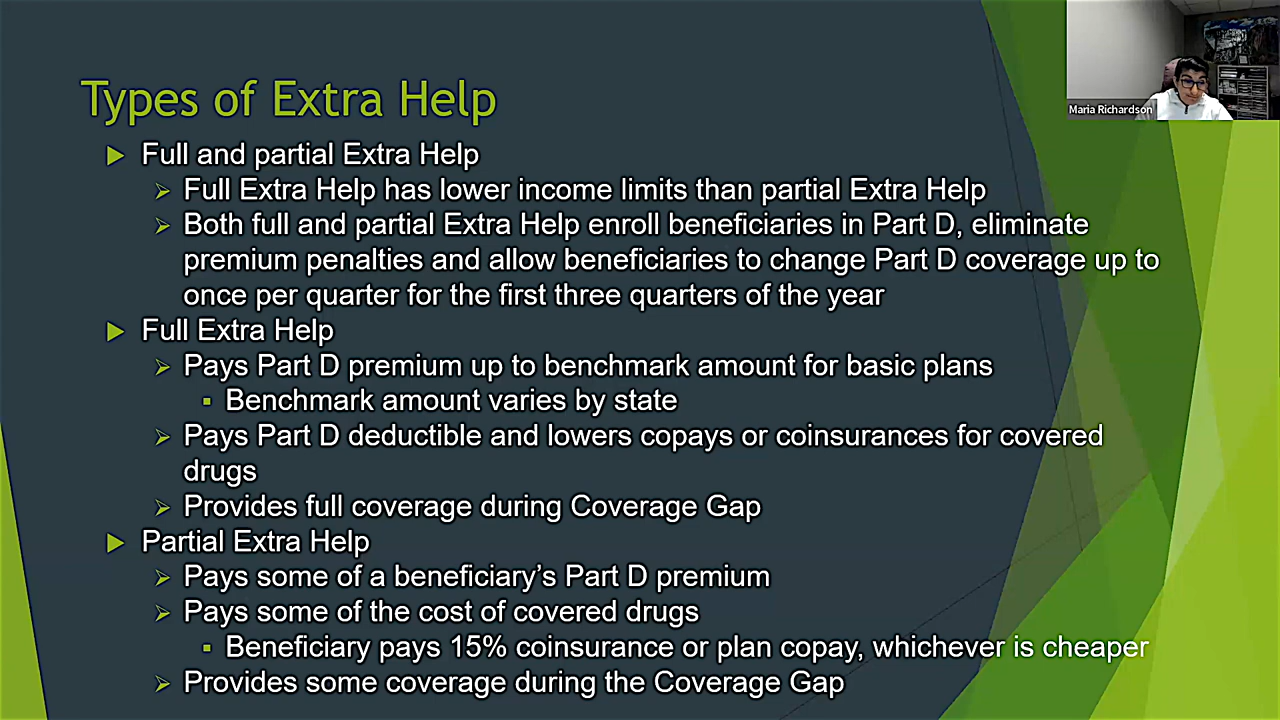 Types of Extra Help
Maria Richardson
Full and partial Extra Help
Full Extra Help has lower income limits than partial Extra Help
Both full and partial Extra Help enroll beneficiaries in Part D, eliminate
premium penalties and allow beneficiaries to change Part D coverage up to
once per quarter for the first three quarters of the year
Full Extra Help
Pays Part D premium up to benchmark amount for basic plans
Benchmark amount varies by state
Pays Part D deductible and lowers copays or coinsurances for covered
drugs
Provides full coverage during Coverage Gap
Partial Extra Help
Pays some of a beneficiary’s Part D premium
Pays some of the cost of covered drugs
Beneficiary pays 15% coinsurance or plan copay, whichever is cheaper
Provides some coverage during the Coverage Gap